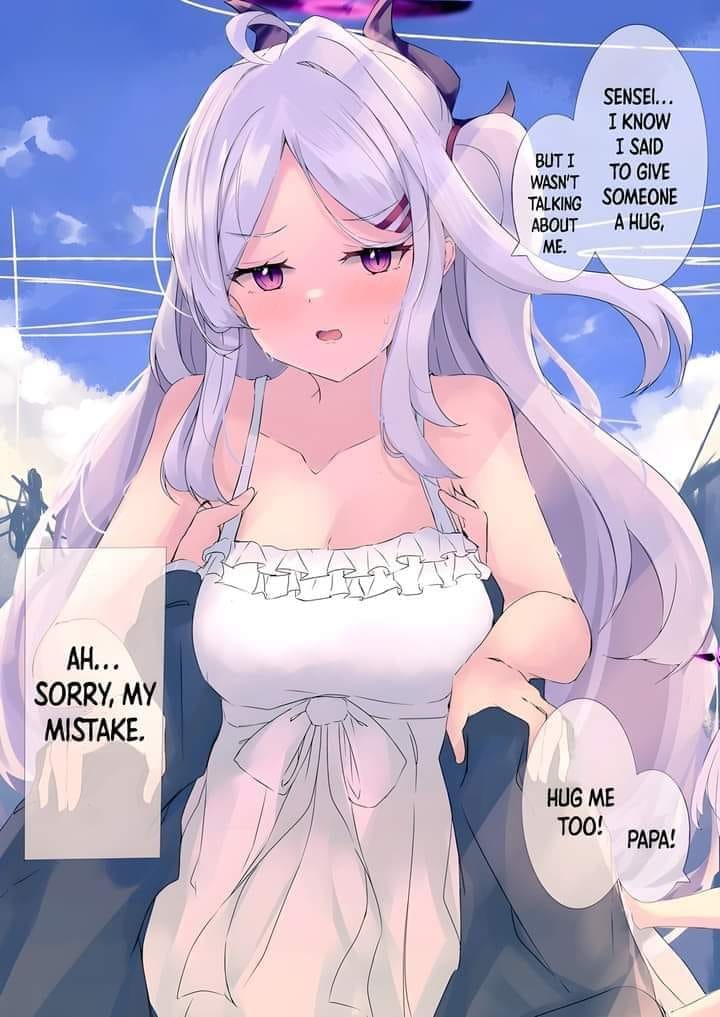 SENSEI...
I KNOW
I SAID
TO GIVE
SOMEONE
A HUG,
BUT I
WASN'T
TALKING
ABOUT
ME.
AH...
SORRY, MY
MISTAKE.
HUG ME
TOO!
PAPA!